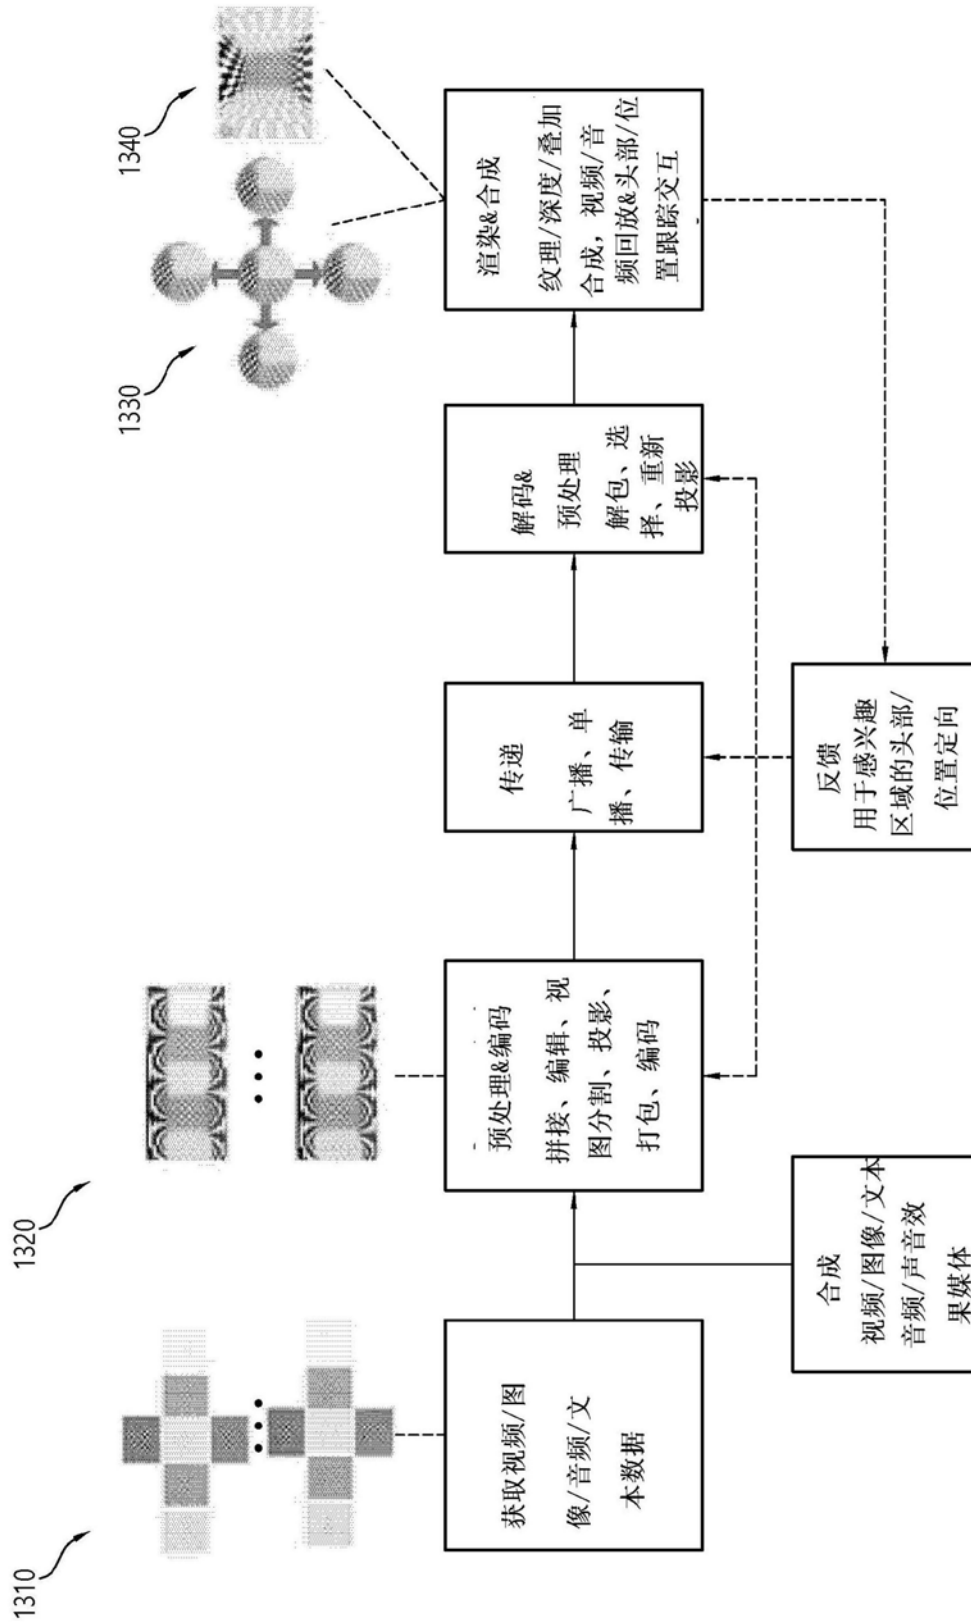 1310
1320
1330
1340
获取视频/图
像/音频/文
本数据
合成
视频/图像/文本
音频/声音效
果媒体
预处理&编码
拼接、编辑、视
图分割、投影、
打包、编码
传递
广播、单
播、传输
反馈
用于感兴趣
区域的头部/
位置定向
解码&
预处理
解包、选
择、重新
投影
渲染&合成
纹理/深度/叠加
合成，视频/音
频回放&头部/位
置跟踪交互